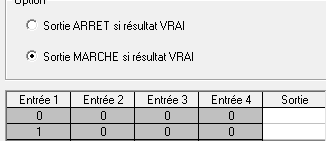 Option
Sortie ARRET si résultat VRAI
Sortie MARCHE si résultat VRAI
Entrée 1 Entrée 2 Entrée 3 Entrée 4 Sortie
0 0 0 0
1 0 0 0